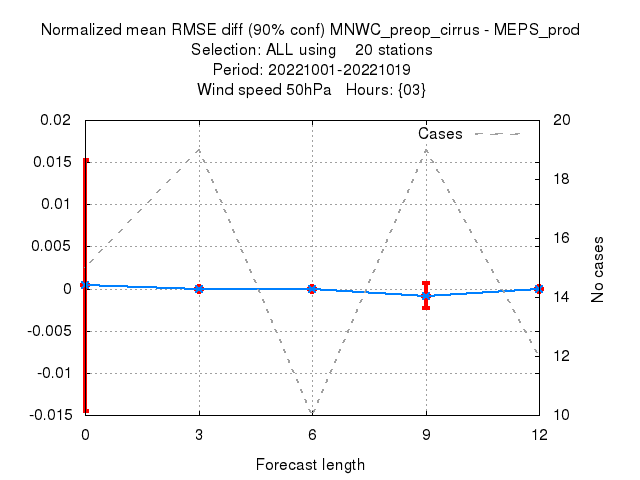 Normalized mean RMSE diff (90% conf) MNWC_preop_cirrus - MEPS_prod
Selection: ALL using 20 stations
Period: 20221001-20221019
Wind speed 50hPa Hours: {03}
Cases
0.02
0.015
0.01
0.005
0
-0.005
-0.01
-0.015
20
18
16
14
12
10
No cases
0 3 6 9 12
Forecast length